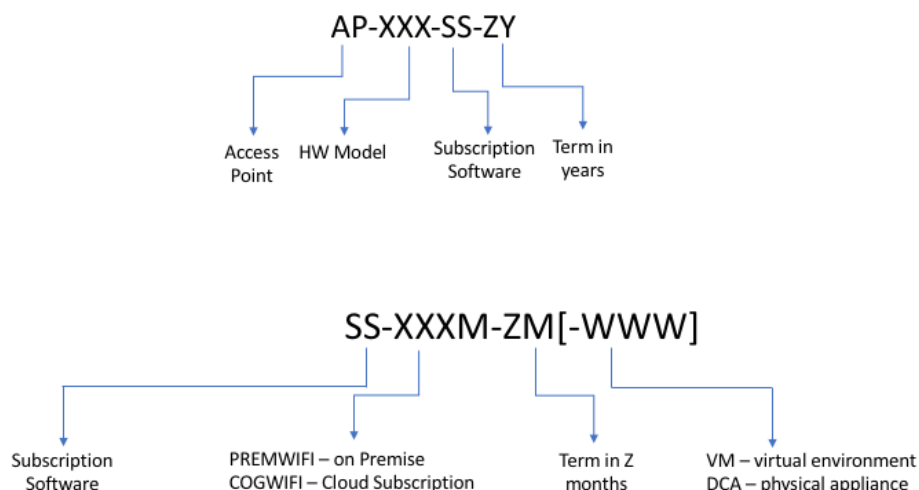 AP-XXX-SS-ZY
Access
Point
HW Model
Subscription
Software
Term in
years
SS-XXXM-ZM[-WWW]
Subscription
Software
PREMWIFI – on Premise
COGWIFI – Cloud Subscription
Term in Z
months
VM – virtual environment
DCA – physical appliance